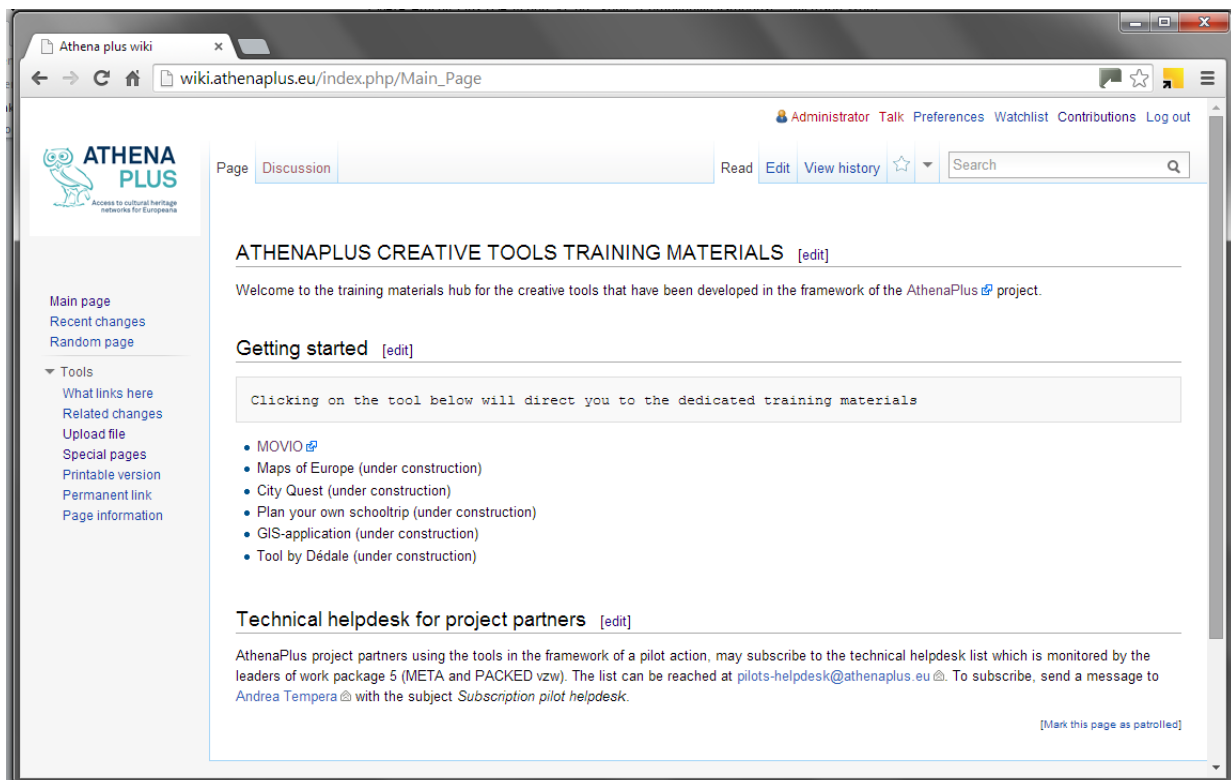 Athena plus wiki
wiki.athenaplus.eu/index.php/Main_Page
Administrator Talk Preferences Watchlist Contributions Log out
ATHENA
PLUS
Access to cultural heritage
networks for Europeana
Page Discussion Read Edit View history Search
ATHENAPLUS CREATIVE TOOLS TRAINING MATERIALS [edit]
Welcome to the training materials hub for the creative tools that have been developed in the framework of the AthenaPlus project.
Main page
Recent changes
Random page
Tools
What links here
Related changes
Upload file
Special pages
Printable version
Permanent link
Page information
Getting started [edit]
Clicking on the tool below will direct you to the dedicated training materials
• MOVIO
• Maps of Europe (under construction)
• City Quest (under construction)
• Plan your own schooltrip (under construction)
• GIS-application (under construction)
• Tool by Dédale (under construction)
Technical helpdesk for project partners [edit]
AthenaPlus project partners using the tools in the framework of a pilot action, may subscribe to the technical helpdesk list which is monitored by the
leaders of work package 5 (META and PACKED vzw). The list can be reached at pilots-helpdesk@athenaplus.eu. To subscribe, send a message to
Andrea Tempera with the subject Subscription pilot helpdesk.
[Mark this page as patrolled]